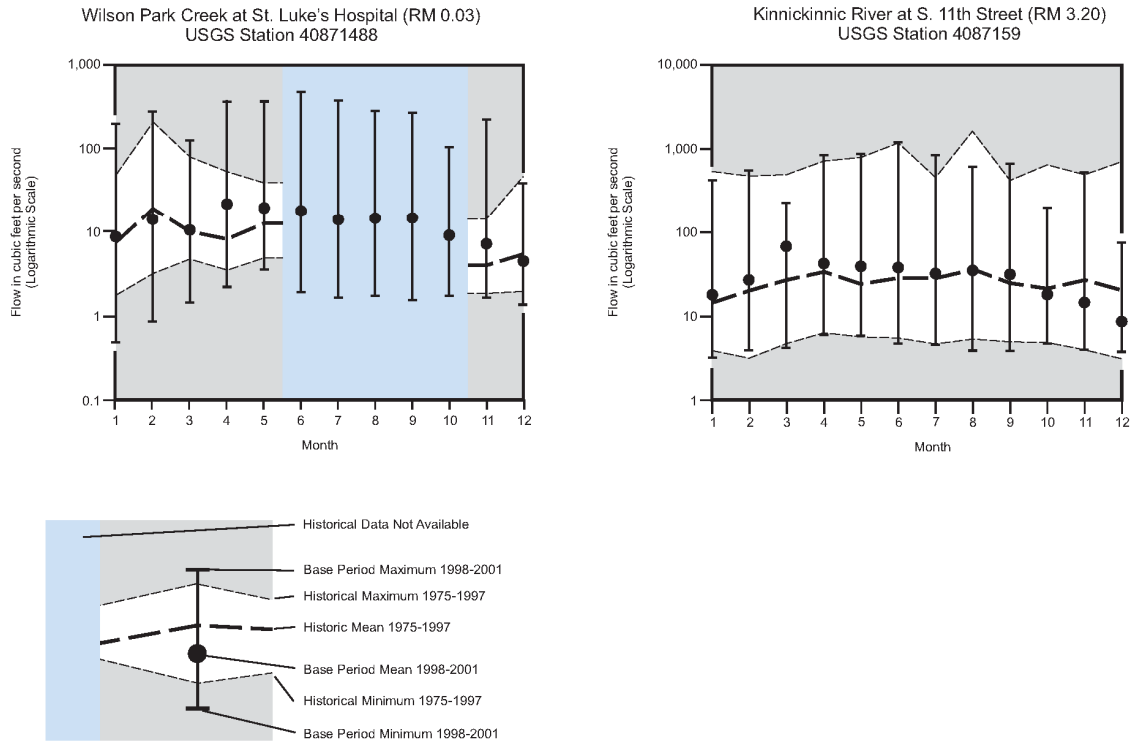 Wilson Park Creek at St. Luke's Hospital (RM 0.03)
USGS Station 40871488
1,000
100
10
1
0.1
Flow in cubic feet per second
(Logarithmic Scale)
1 2 3 4 5 6 7 8 9 10 11 12
Month
Kinnickinnic River at S. 11th Street (RM 3.20)
USGS Station 4087159
10,000
1,000
100
10
1
Flow in cubic feet per second
(Logarithmic Scale)
1 2 3 4 5 6 7 8 9 10 11 12
Month
Historical Data Not Available
Base Period Maximum 1998-2001
Historical Maximum 1975-1997
Historic Mean 1975-1997
Base Period Mean 1998-2001
Historical Minimum 1975-1997
Base Period Minimum 1998-2001